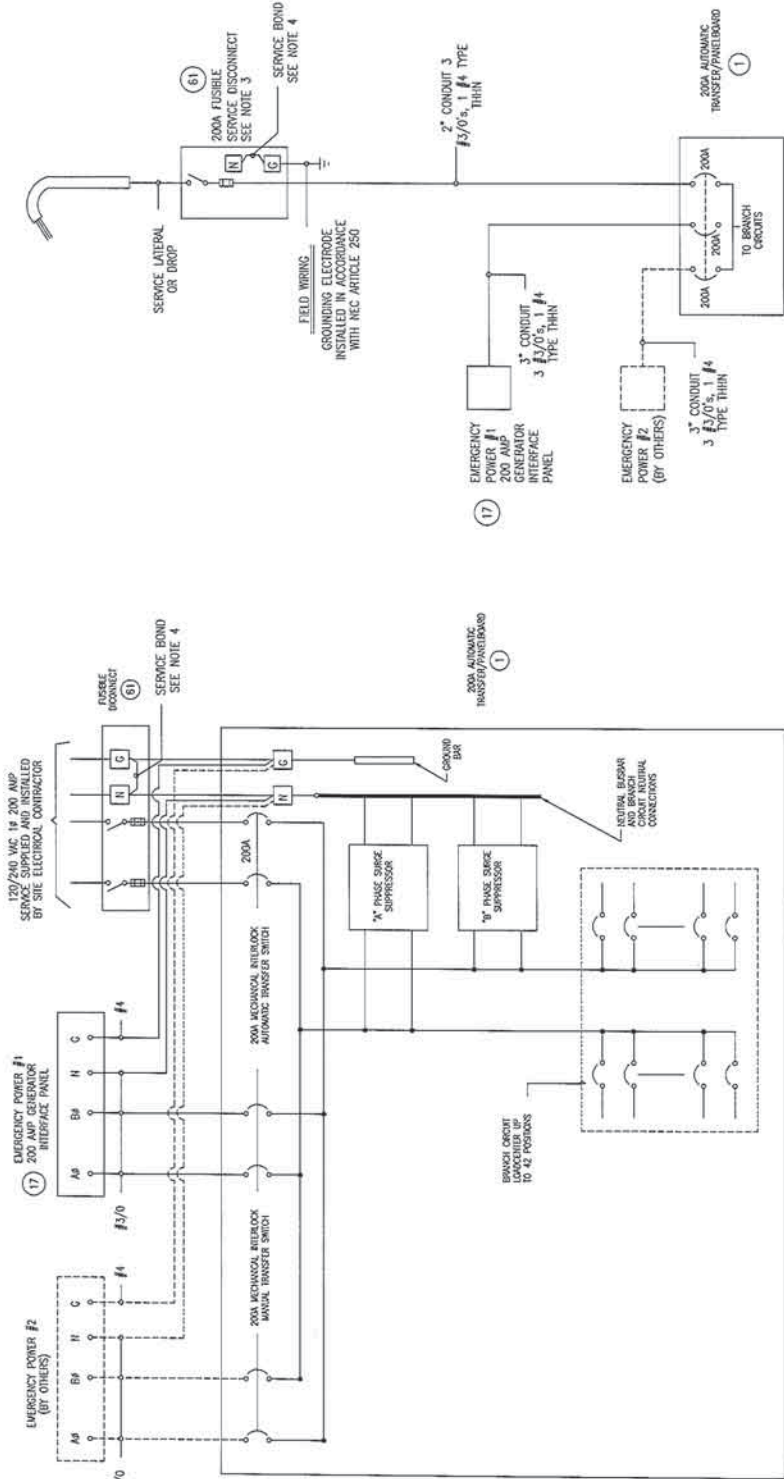 EMERGENCY POWER #2
(BY OTHERS)
AØ
BØ
N
G
/0
#4
17
EMERGENCY POWER #1
200 AMP GENERATOR
INTERFACE PANEL
AØ
BØ
N
G
#3/0
#4
120/240 VAC 1Ø 200 AMP
SERVICE SUPPLIED AND INSTALLED
BY SITE ELECTRICAL CONTRACTOR
N
G
FUSIBLE
DICONNECT
61
SERVICE BOND
SEE NOTE 4
200A MECHANICAL INTERLOCK
MANUAL TRANSFER SWITCH
200A MECHANICAL INTERLOCK
AUTOMATIC TRANSFER SWITCH
200A
N
G
GROUND
BAR
200A AUTOMATIC
TRANSFER/PANELBOARD
1
"A" PHASE SURGE
SUPPRESSOR
"B" PHASE SURGE
SUPPRESSOR
NEUTRAL BUSBAR
AND BRANCH
CIRCUIT NEUTRAL
CONNECTIONS
BRANCH CIRCUIT
LOADCENTER UP
TO 42 POSITIONS
SERVICE LATERAL
OR DROP
61
200A FUSIBLE
SERVICE DISCONNECT
SEE NOTE 3
N
G
SERVICE BOND
SEE NOTE 4
FIELD WIRING
GROUNDING ELECTRODE
INSTALLED IN ACCORDANCE
WITH NEC ARTICLE 250
2" CONDUIT 3
#3/0's, 1 #4 TYPE
THHN
17
EMERGENCY
POWER #1
200 AMP
GENERATOR
INTERFACE
PANEL
3" CONDUIT
3 #3/0's, 1 #4
TYPE THHN
EMERGENCY
POWER #2
(BY OTHERS)
3" CONDUIT
3 #3/0's, 1 #4
TYPE THHN
200A
200A
200A
TO BRANCH
CIRCUITS
200A AUTOMATIC
TRANSFER/PANELBOARD
1